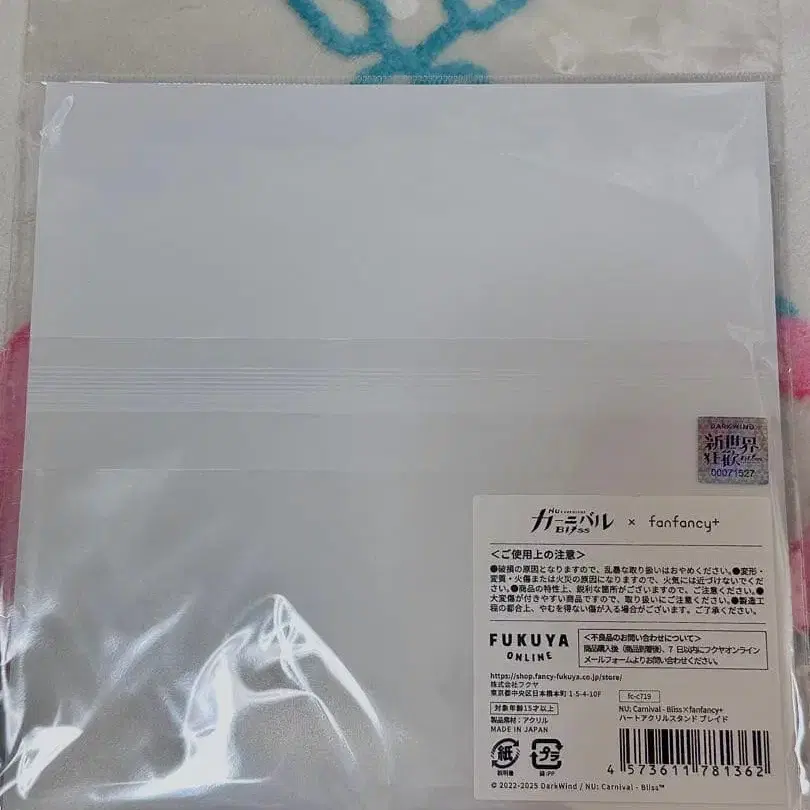 DARKWIND
新世界
狂歡
00071527
NU: CARNIVAL
カーニバル
Bliss
× fanfancy+
＜ご使用上の注意＞
●破損の原因となりますので、乱暴な取り扱いはおやめください。●変形・
変質・火傷または火災の原因になりますので、火気には近づけないでくだ
さい。●商品の特性上、鋭利な箇所がございますので、ご注意ください。●
大変傷が付きやすい商品ですので、取り扱いにご注意ください。●製造工
程の都合上、やむを得ない傷が入る場合がございます。ご了承ください。
FUKUYA
ONLINE
＜不良品のお問い合わせについて＞
商品購入後（商品到着後）、7日以内にフクヤオンライン
メールフォームよりお問い合わせください。
https://shop.fancy-fukuya.co.jp/store/
株式会社フクヤ
東京都中央区日本橋本町 1-5-4-10F
対象年齢15才以上
製品素材：アクリル
MADE IN JAPAN
fc-c719
NU: Carnival - Bliss×fanfancy+
ハートアクリルスタンド ブレイド
紙
説明書
プラ
袋:PP
4 573611 781362
© 2022-2025 DarkWind / NU: Carnival - Bliss™